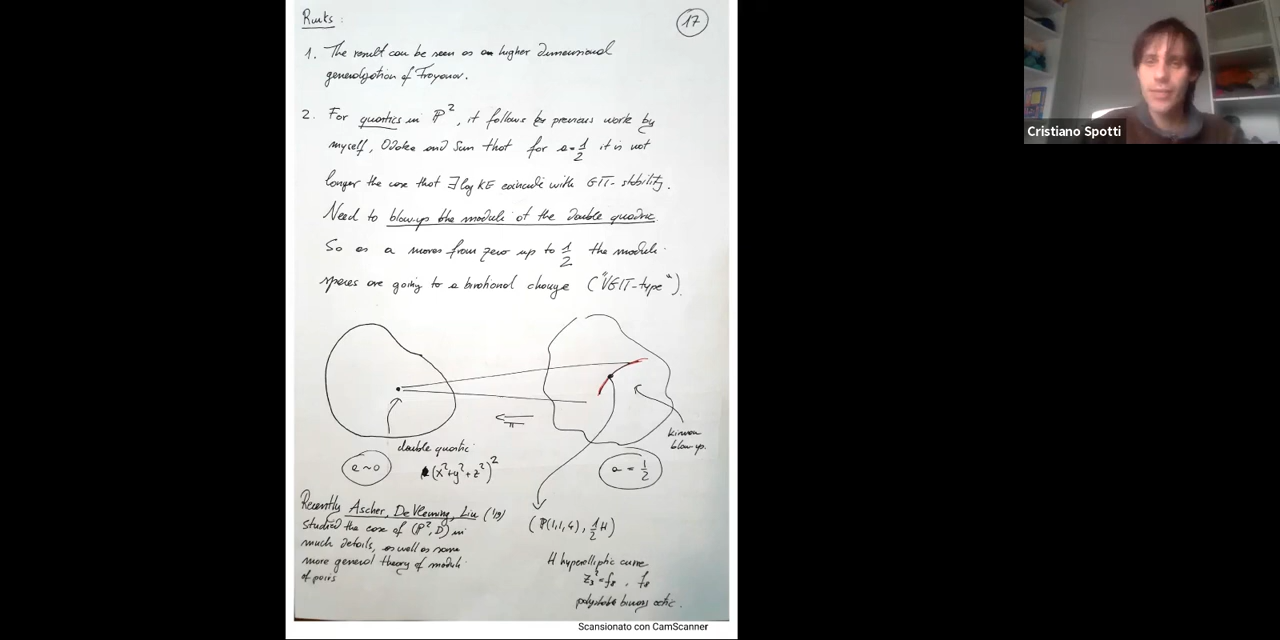 Rmks:
17
1. The result can be seen as an higher dimensional
generalization of Troyanov.
2. For quartics in P², it follows by previous work by
myself, Odaka and Sun that for a=1/2 it is not
longer the case that ∃ log KE coincide with GIT-stability.
Need to blow-up the moduli at the double quadric.
So as a moves from zero up to 1/2 the moduli
spaces are going to a birational change ("VGIT-type").
double quartic
(x²+y²+z²)²
a~0
a = 1/2
kirwan
blow-up.
Recently Ascher, DeVleming, Liu ('19)
studied the case of (P², D) in
much details, as well as some
more general theory of moduli
of pairs
(P(1,1,4), 1/2 H)
H hyperelliptic curve
z₃²=f₈, f₈
polystable binary octic.
Scansionato con CamScanner
Cristiano Spotti